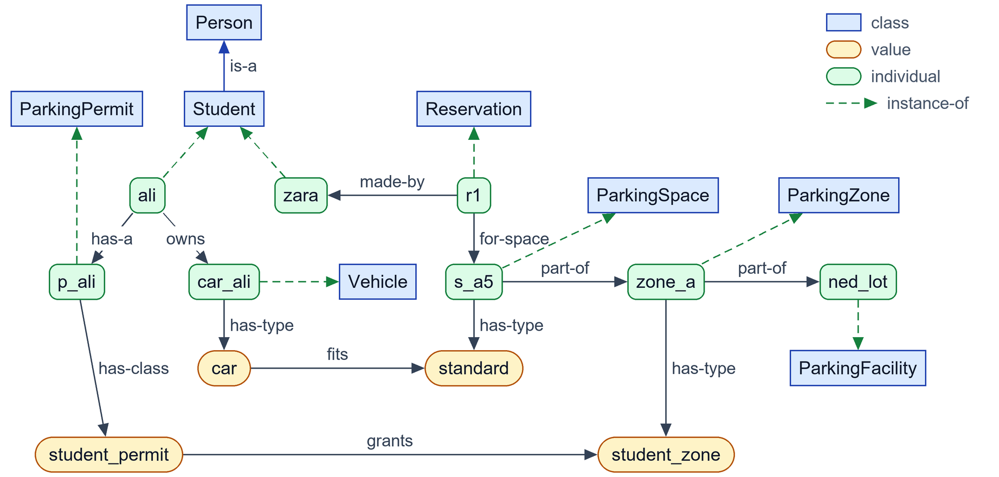 Person
class
value
is-a
individual
ParkingPermit
Student
Reservation
instance-of
ali
zara
made-by
r1
ParkingSpace
ParkingZone
has-a
owns
for-space
p_ali
car_ali
Vehicle
s_a5
part-of
zone_a
part-of
ned_lot
has-type
has-type
has-class
car
fits
standard
has-type
ParkingFacility
student_permit
grants
student_zone